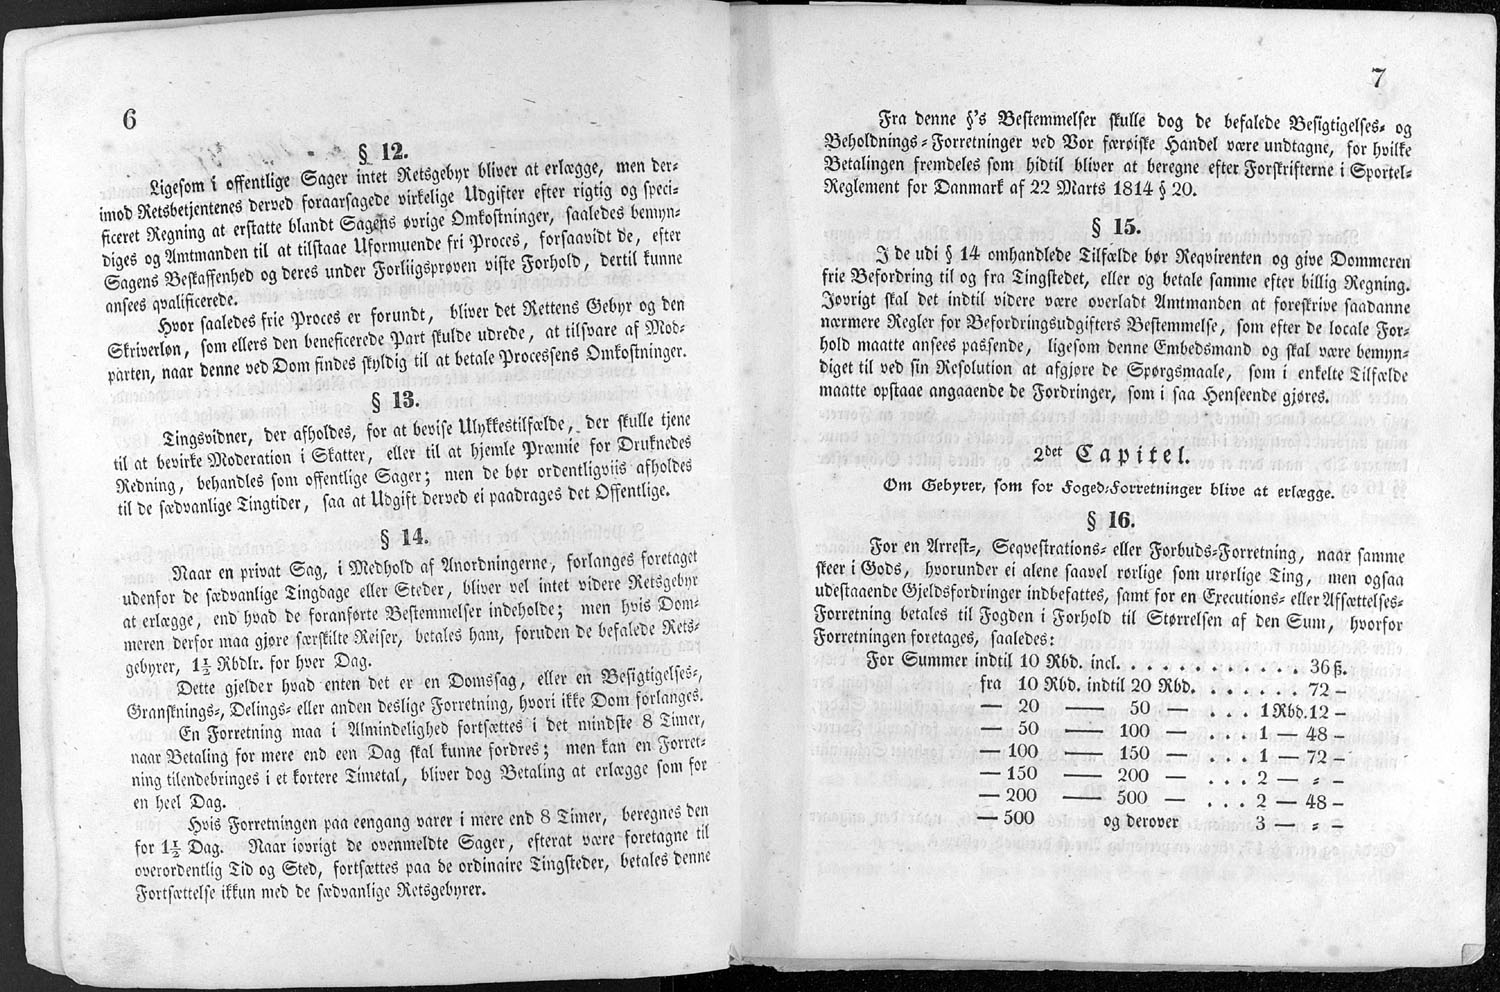 6
§ 12.
Ligesom i offentlige Sager intet Retsgebyr bliver at erlægge, men der-
imod Retsbetjentenes derved foraarsagede virkelige Udgifter efter rigtig og speci-
ficeret Regning at erstatte blandt Sagens øvrige Omkostninger, saaledes bemyn-
diges og Amtmanden til at tilstaae Uformuende fri Proces, forsaavidt de, efter
Sagens Beskaffenhed og deres under Forliigsprøven viste Forhold, dertil kunne
ansees qvalificerede.
Hvor saaledes frie Proces er forundt, bliver det Rettens Gebyr og den
Skriverløn, som ellers den beneficerede Part skulde udrede, at tilsvare af Mod-
parten, naar denne ved Dom findes skyldig til at betale Processens Omkostninger.
§ 13.
Tingsvidner, der afholdes, for at bevise Ulykkestilfælde, der skulle tjene
til at bevirke Moderation i Skatter, eller til at hjemle Præmie for Druknedes
Redning, behandles som offentlige Sager; men de bør ordentligviis afholdes
til de sædvanlige Tingtider, saa at Udgift derved ei paadrages det Offentlige.
§ 14.
Naar en privat Sag, i Medhold af Anordningerne, forlanges foretaget
udenfor de sædvanlige Tingdage eller Steder, bliver vel intet videre Retsgebyr
at erlægge, end hvad de foranførte Bestemmelser indeholde; men hvis Dom-
meren derfor maa gjøre særskilte Reiser, betales ham, foruden de befalede Rets-
gebyrer, 1½ Rbdlr. for hver Dag.
Dette gjelder hvad enten det er en Domssag, eller en Besigtigelses-,
Gransknings-, Delings- eller anden deslige Forretning, hvori ikke Dom forlanges.
En Forretning maa i Almindelighed fortsættes i det mindste 8 Timer,
naar Betaling for mere end een Dag skal kunne fordres; men kan en Forret-
ning tilendebringes i et kortere Timetal, bliver dog Betaling at erlægge som for
en heel Dag.
Hvis Forretningen paa eengang varer i mere end 8 Timer, beregnes den
for 1½ Dag. Naar iøvrigt de ovenmeldte Sager, efterat være foretagne til
overordentlig Tid og Sted, fortsættes paa de ordinaire Tingsteder, betales denne
Fortsættelse ikkun med de sædvanlige Retsgebyrer.
7
Fra denne §'s Bestemmelser skulle dog de befalede Besigtigelses- og
Beholdnings-Forretninger ved Vor færøiske Handel være undtagne, for hvilke
Betalingen fremdeles som hidtil bliver at beregne efter Forskrifterne i Sportel-
Reglement for Danmark af 22 Marts 1814 § 20.
§ 15.
I de udi § 14 omhandlede Tilfælde bør Reqvirenten og give Dommeren
frie Befordring til og fra Tingstedet, eller og betale samme efter billig Regning.
Iøvrigt skal det indtil videre være overladt Amtmanden at foreskrive saadanne
nærmere Regler for Befordringsudgifters Bestemmelse, som efter de locale For-
hold maatte ansees passende, ligesom denne Embedsmand og skal være bemyn-
diget til ved sin Resolution at afgjøre de Spørgsmaale, som i enkelte Tilfælde
maatte opstaae angaaende de Fordringer, som i saa Henseende gjøres.
2det Capitel.
Om Gebyrer, som for Foged-Forretninger blive at erlægge.
§ 16.
For en Arrest-, Seqvestrations- eller Forbuds-Forretning, naar samme
skeer i Gods, hvorunder ei alene saavel rørlige som urørlige Ting, men ogsaa
udestaaende Gjeldsfordringer indbefattes, samt for en Executions- eller Afsættelses-
Forretning betales til Fogden i Forhold til Størrelsen af den Sum, hvorfor
Forretningen foretages, saaledes:
For Summer indtil 10 Rbd. incl. . . . . . . . . . . 36 ß.
fra 10 Rbd. indtil 20 Rbd. . . . . . . 72 –
— 20 —— 50 — . . . 1 Rbd. 12 –
— 50 —— 100 — . . . 1 — 48 –
— 100 —— 150 — . . . 1 — 72 –
— 150 —— 200 — . . . 2 — = –
— 200 —— 500 — . . . 2 — 48 –
— 500 og derover 3 — = –